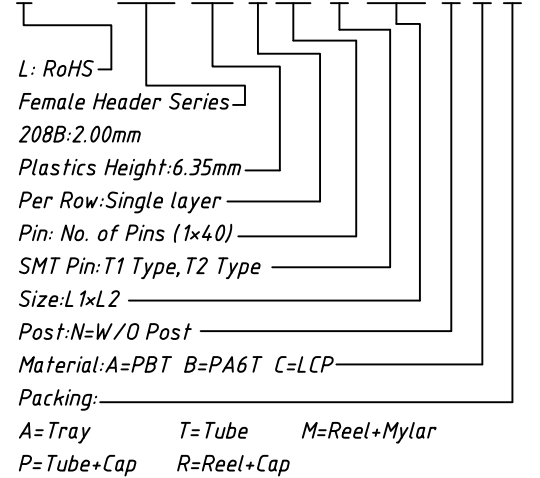 L: RoHS
Female Header Series
208B:2.00mm
Plastics Height:6.35mm
Per Row:Single layer
Pin: No. of Pins (1×40)
SMT Pin:T1 Type,T2 Type
Size:L1×L2
Post:N=W/O Post
Material:A=PBT B=PA6T C=LCP
Packing:
A=Tray T=Tube M=Reel+Mylar
P=Tube+Cap R=Reel+Cap